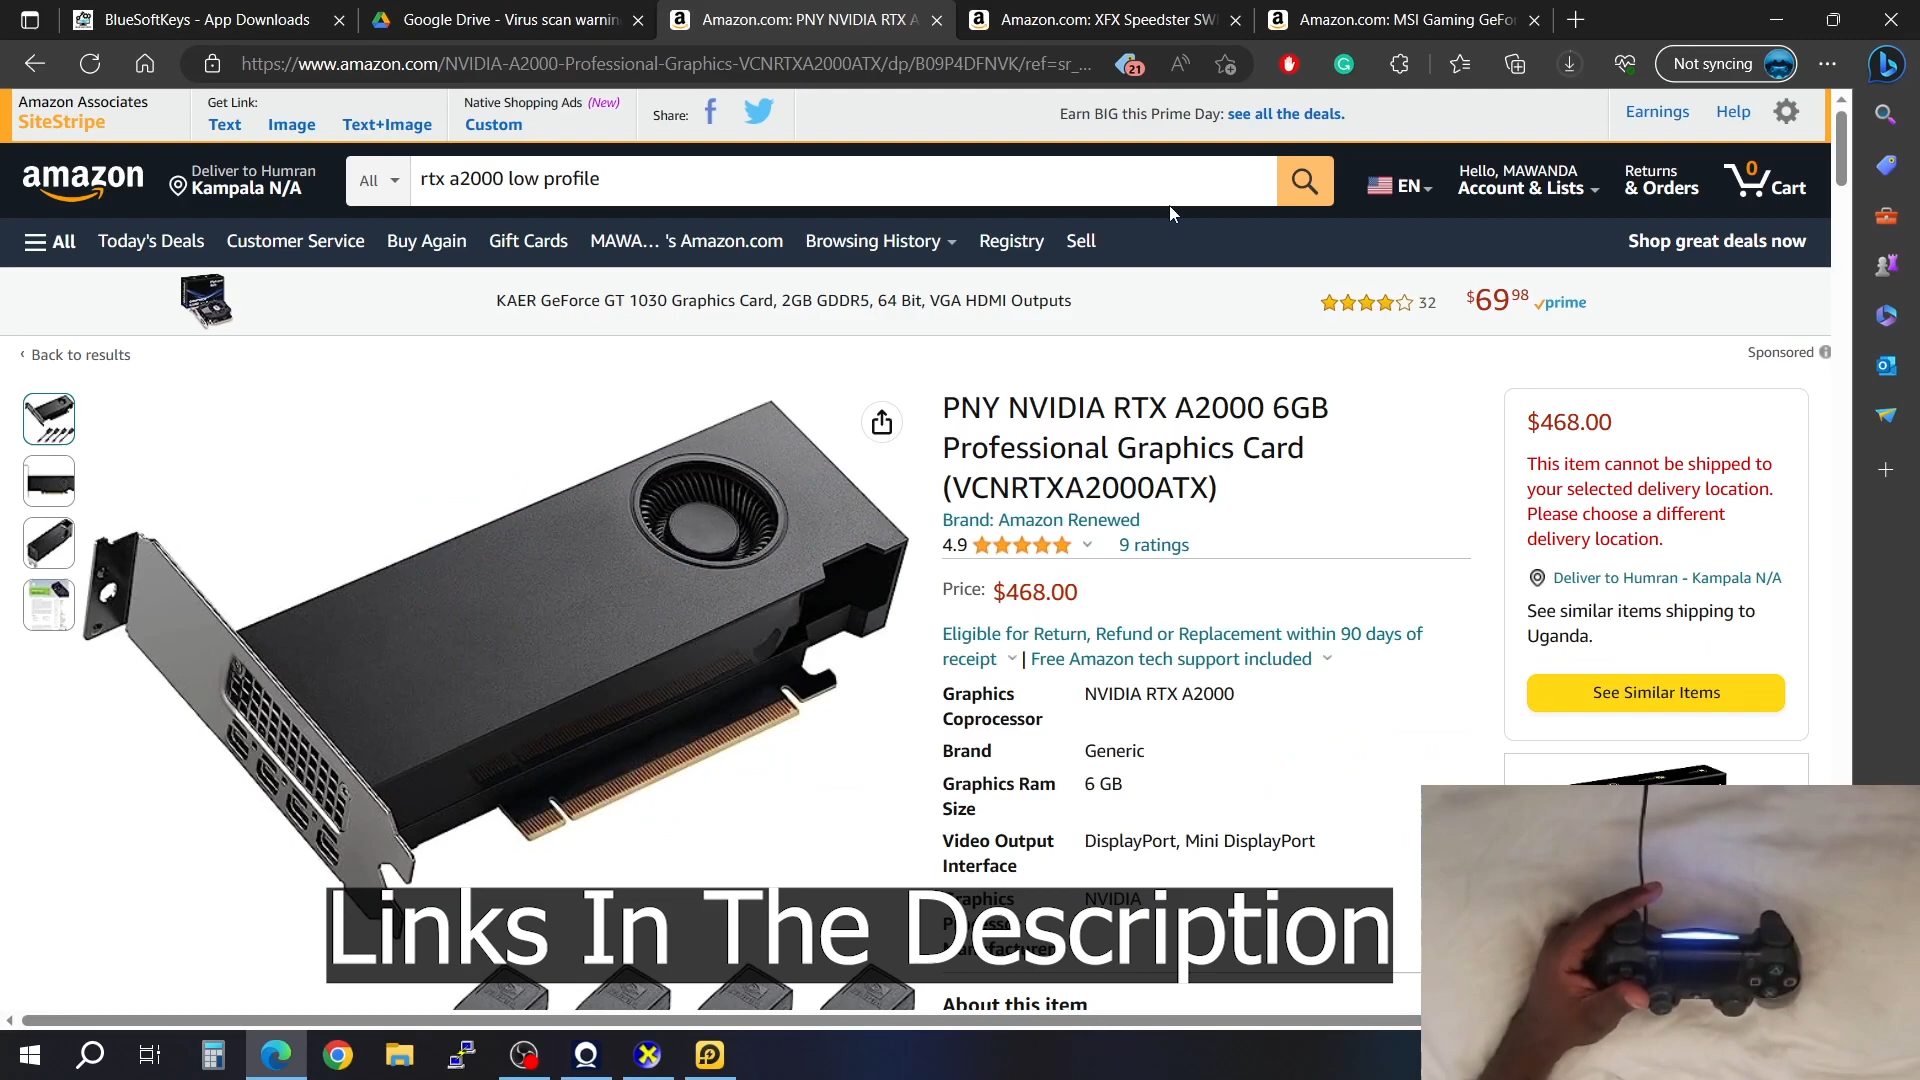 BlueSoftKeys - App Downloads
Google Drive - Virus scan warnin
Amazon.com: PNY NVIDIA RTX A
Amazon.com: XFX Speedster SWI
Amazon.com: MSI Gaming GeFo
https://www.amazon.com/NVIDIA-A2000-Professional-Graphics-VCNRTXA2000ATX/dp/B09P4DFNVK/ref=sr_...
21
Not syncing
Amazon Associates
SiteStripe
Get Link:
Text Image Text+Image
Native Shopping Ads (New)
Custom
Share:
Earn BIG this Prime Day: see all the deals.
Earnings Help
amazon
Deliver to Humran
Kampala N/A
All
rtx a2000 low profile
EN
Hello, MAWANDA
Account & Lists
Returns
& Orders
0
Cart
All Today's Deals Customer Service Buy Again Gift Cards MAWA... 's Amazon.com Browsing History Registry Sell
Shop great deals now
KAER GeForce GT 1030 Graphics Card, 2GB GDDR5, 64 Bit, VGA HDMI Outputs
32
$69.98 prime
‹ Back to results
Sponsored
PNY NVIDIA RTX A2000 6GB
Professional Graphics Card
(VCNRTXA2000ATX)
Brand: Amazon Renewed
4.9
9 ratings
Price: $468.00
Eligible for Return, Refund or Replacement within 90 days of
receipt | Free Amazon tech support included
Graphics NVIDIA RTX A2000
Coprocessor
Brand Generic
Graphics Ram 6 GB
Size
Video Output DisplayPort, Mini DisplayPort
Interface
Graphics NVIDIA
Processor
Manufacturer
About this item
$468.00
This item cannot be shipped to
your selected delivery location.
Please choose a different
delivery location.
Deliver to Humran - Kampala N/A
See similar items shipping to
Uganda.
See Similar Items
Links In The Description